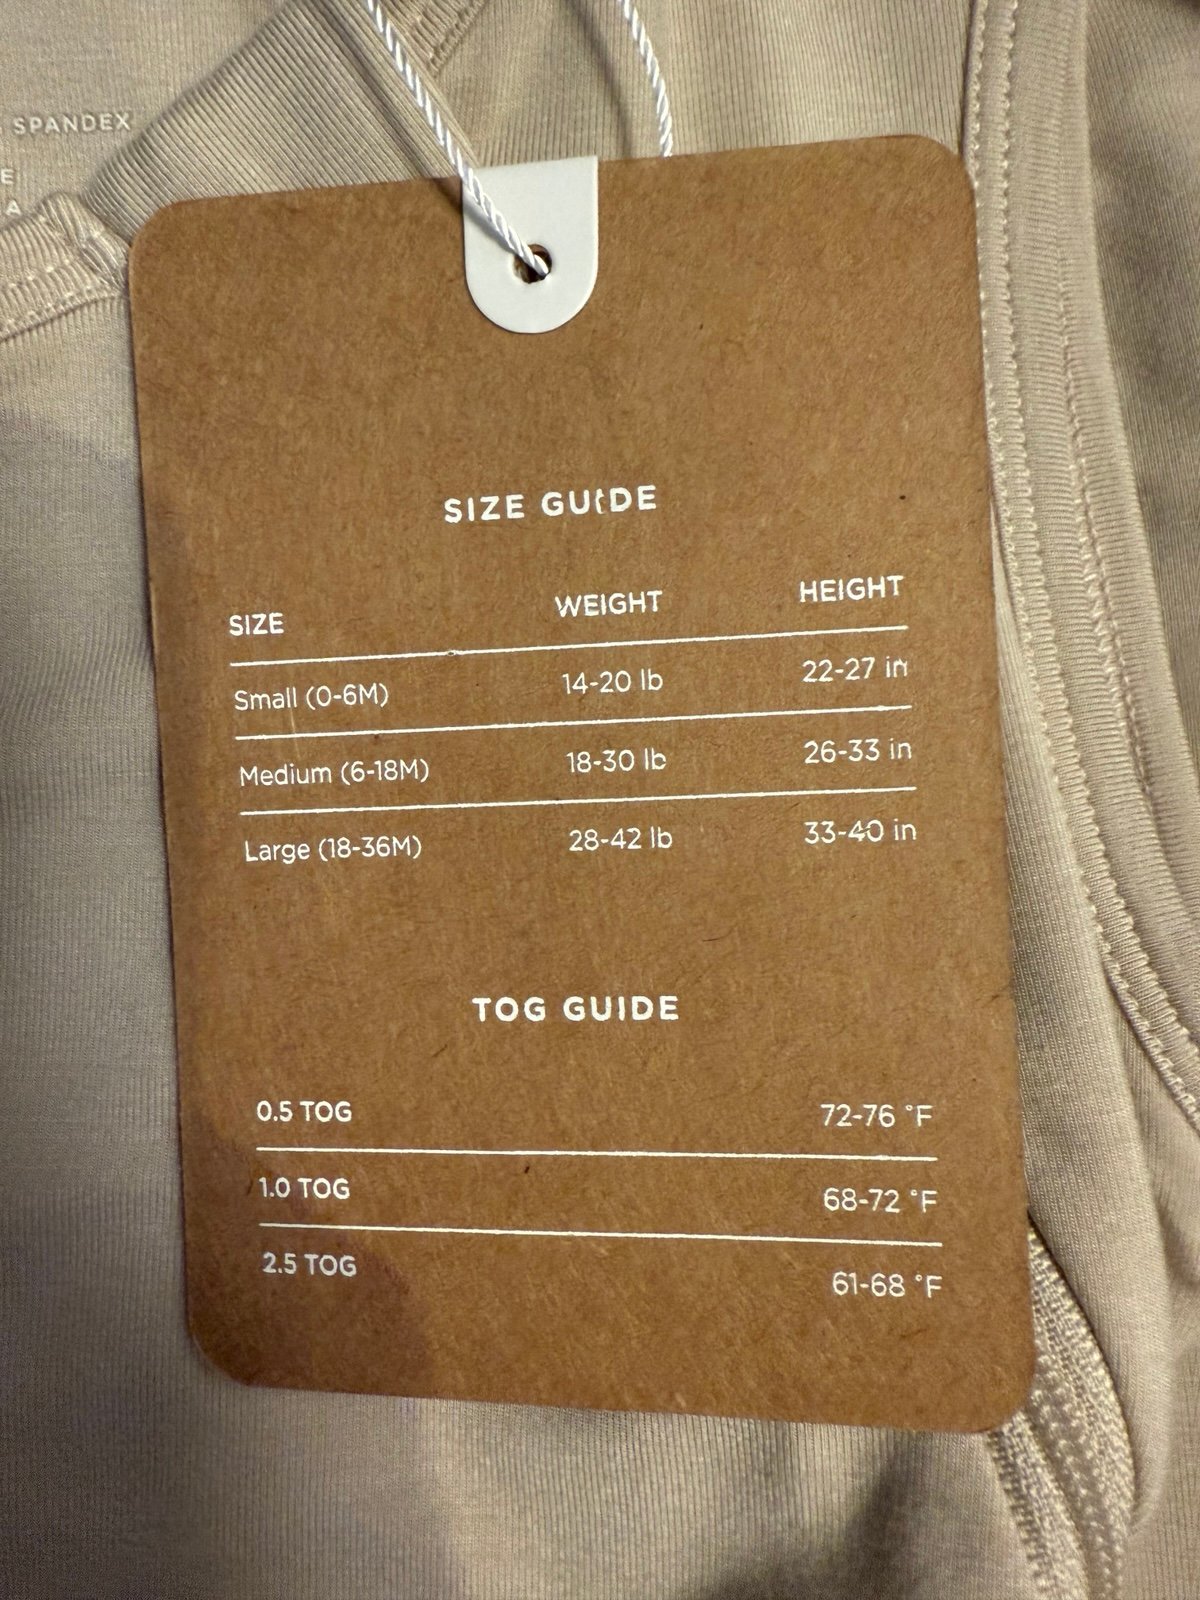 SPANDEX
E
A
SIZE GUIDE
SIZE WEIGHT HEIGHT
Small (0-6M) 14-20 lb 22-27 in
Medium (6-18M) 18-30 lb 26-33 in
Large (18-36M) 28-42 lb 33-40 in
TOG GUIDE
0.5 TOG 72-76 °F
1.0 TOG 68-72 °F
2.5 TOG 61-68 °F